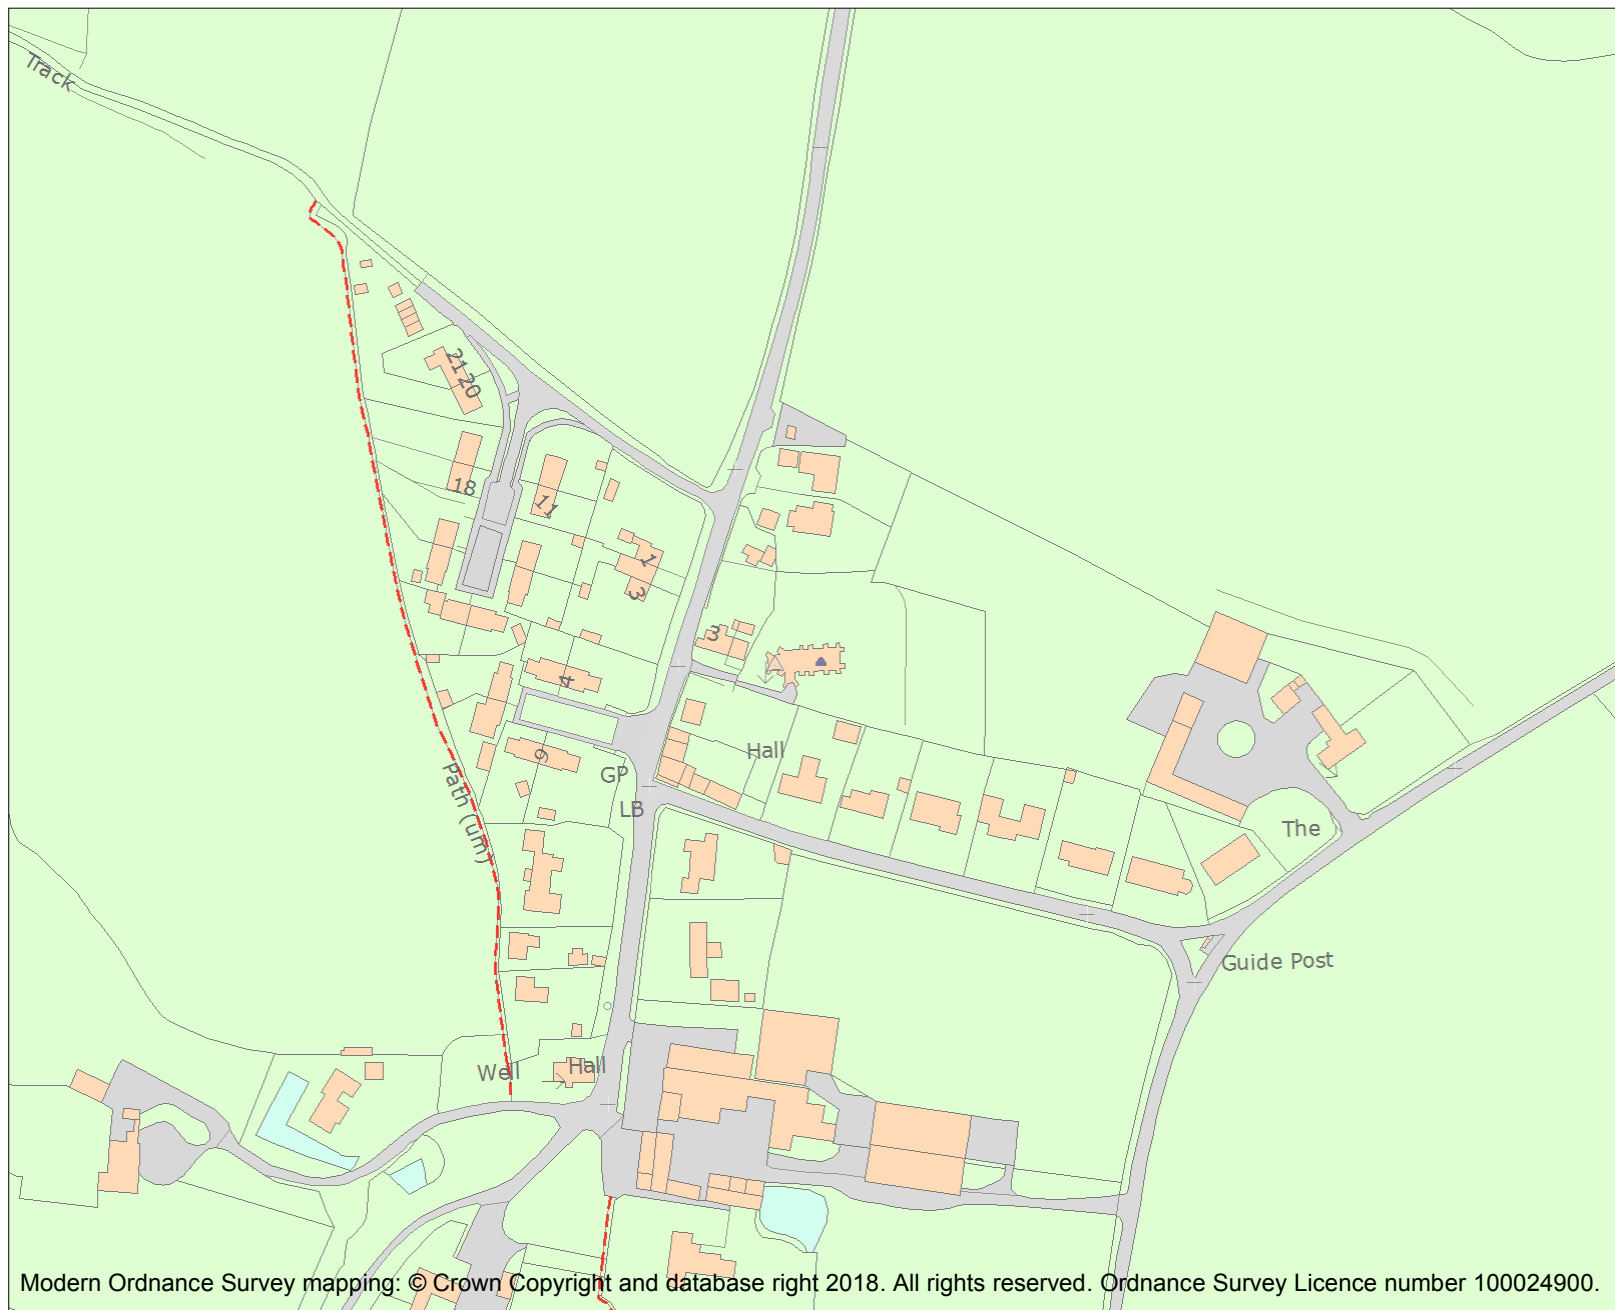 Track
21
20
18
11
1
3
3
4
9
Hall
GP
LB
Path (um)
The
Guide Post
Well
Hall
Modern Ordnance Survey mapping: © Crown Copyright and database right 2018. All rights reserved. Ordnance Survey Licence number 100024900.